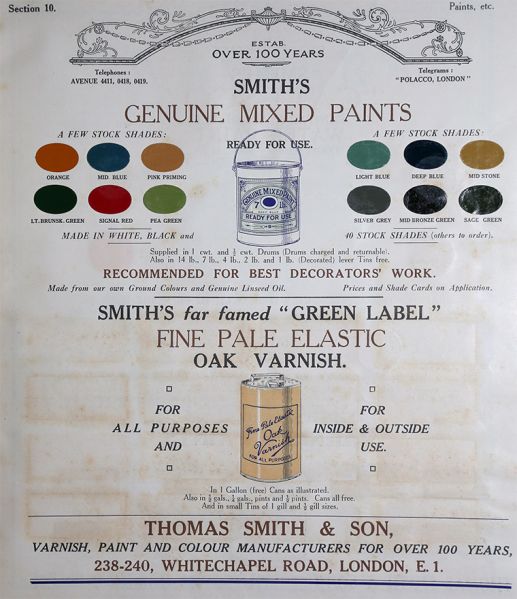 Section 10.
Paints, etc.
ESTAB.
OVER 100 YEARS
Telephones:
AVENUE 4411, 0418, 0419.
Telegrams:
"POLACCO, LONDON"
SMITH'S
GENUINE MIXED PAINTS
READY FOR USE.
A FEW STOCK SHADES:
ORANGE
MID. BLUE
PINK PRIMING
LT. BRUNSK. GREEN
SIGNAL RED
PEA GREEN
MADE IN WHITE, BLACK and
GENUINE MIXED PAINT
7 lb
DEEP BLUE
READY FOR USE
A FEW STOCK SHADES:
LIGHT BLUE
DEEP BLUE
MID STONE
SILVER GREY
MID BRONZE GREEN
SAGE GREEN
40 STOCK SHADES (others to order).
Supplied in 1 cwt. and ½ cwt. Drums (Drums charged and returnable).
Also in 14 lb., 7 lb., 4 lb., 2 lb. and 1 lb. (Decorated) lever Tins free.
RECOMMENDED FOR BEST DECORATORS' WORK.
Made from our own Ground Colours and Genuine Linseed Oil.
Prices and Shade Cards on Application.
SMITH'S far famed "GREEN LABEL"
FINE PALE ELASTIC
OAK VARNISH.
FOR
ALL PURPOSES
AND
Fine Pale Elastic
Oak
Varnish
FOR ALL PURPOSES
FOR
INSIDE & OUTSIDE
USE.
In 1 Gallon (free) Cans as illustrated.
Also in ½ gals., ¼ gals., pints and ½ pints. Cans all free.
And in small Tins of 1 gill and ½ gill sizes.
THOMAS SMITH & SON,
VARNISH, PAINT AND COLOUR MANUFACTURERS FOR OVER 100 YEARS,
238-240, WHITECHAPEL ROAD, LONDON, E.1.